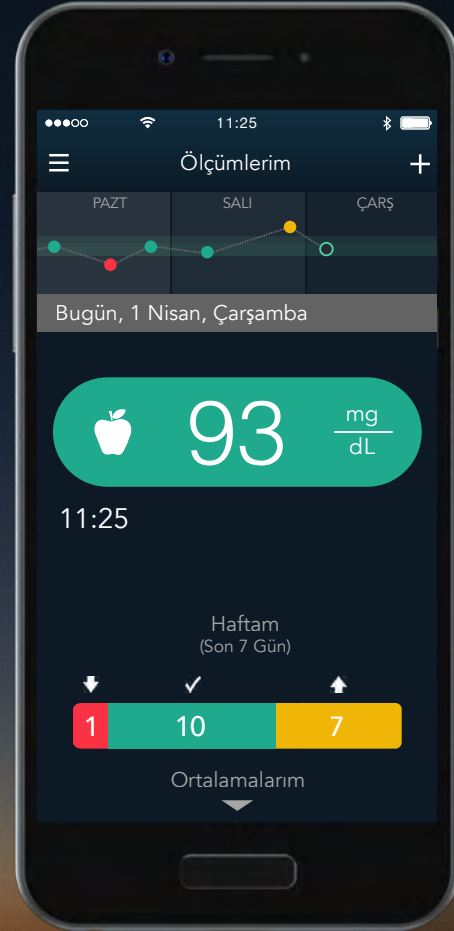 11:25
Ölçümlerim
PAZT SALI ÇARŞ
Bugün, 1 Nisan, Çarşamba
93 mg
dL
11:25
Haftam
(Son 7 Gün)
1 10 7
Ortalamalarım